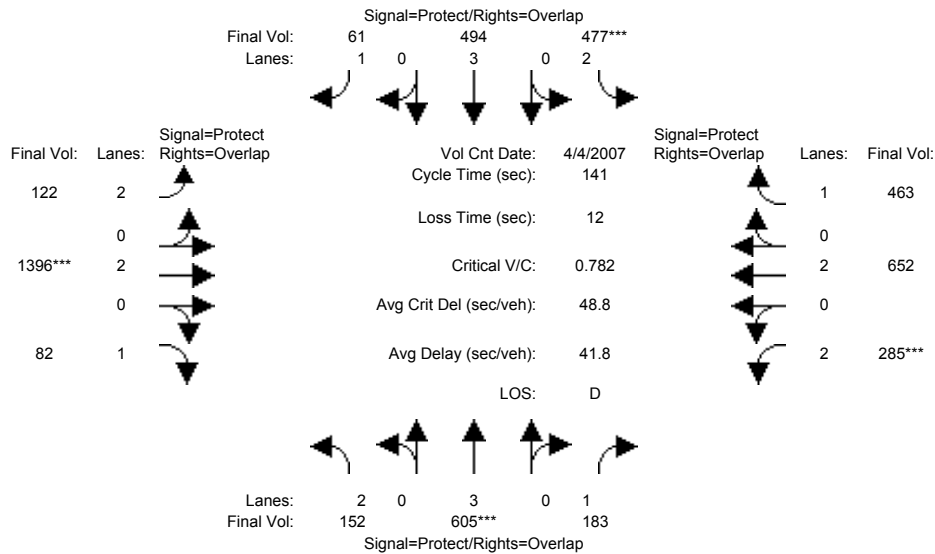 Signal=Protect/Rights=Overlap
Final Vol: 61 494 477***
Lanes: 1 0 3 0 2
Signal=Protect Signal=Protect
Final Vol: Lanes: Rights=Overlap Vol Cnt Date: 4/4/2007 Rights=Overlap Lanes: Final Vol:
Cycle Time (sec): 141
122 2 1 463
Loss Time (sec): 12
0 0
1396*** 2 Critical V/C: 0.782 2 652
0 Avg Crit Del (sec/veh): 48.8 0
82 1 Avg Delay (sec/veh): 41.8 2 285***
LOS: D
Lanes: 2 0 3 0 1
Final Vol: 152 605*** 183
Signal=Protect/Rights=Overlap